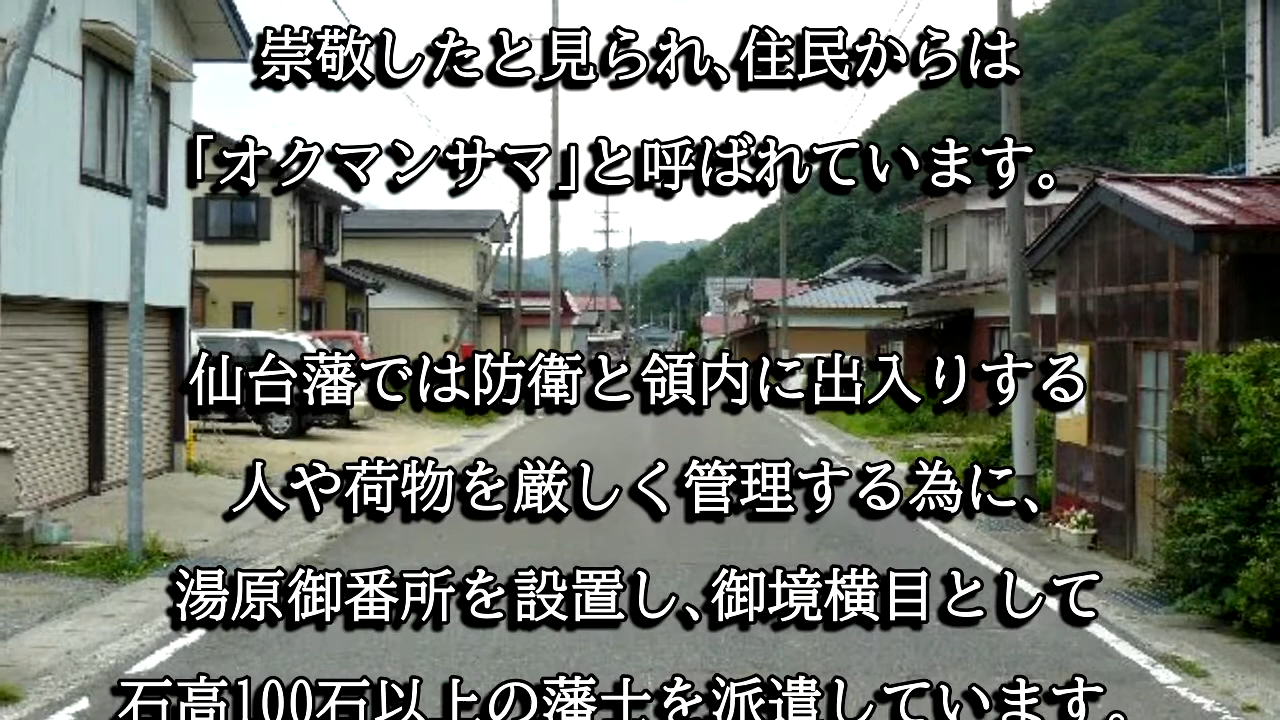 崇敬したと見られ、住民からは
「オクマンサマ」と呼ばれています。
仙台藩では防衛と領内に出入りする
人や荷物を厳しく管理する為に、
湯原御番所を設置し、御境横目として
石高100石以上の藩士を派遣しています。